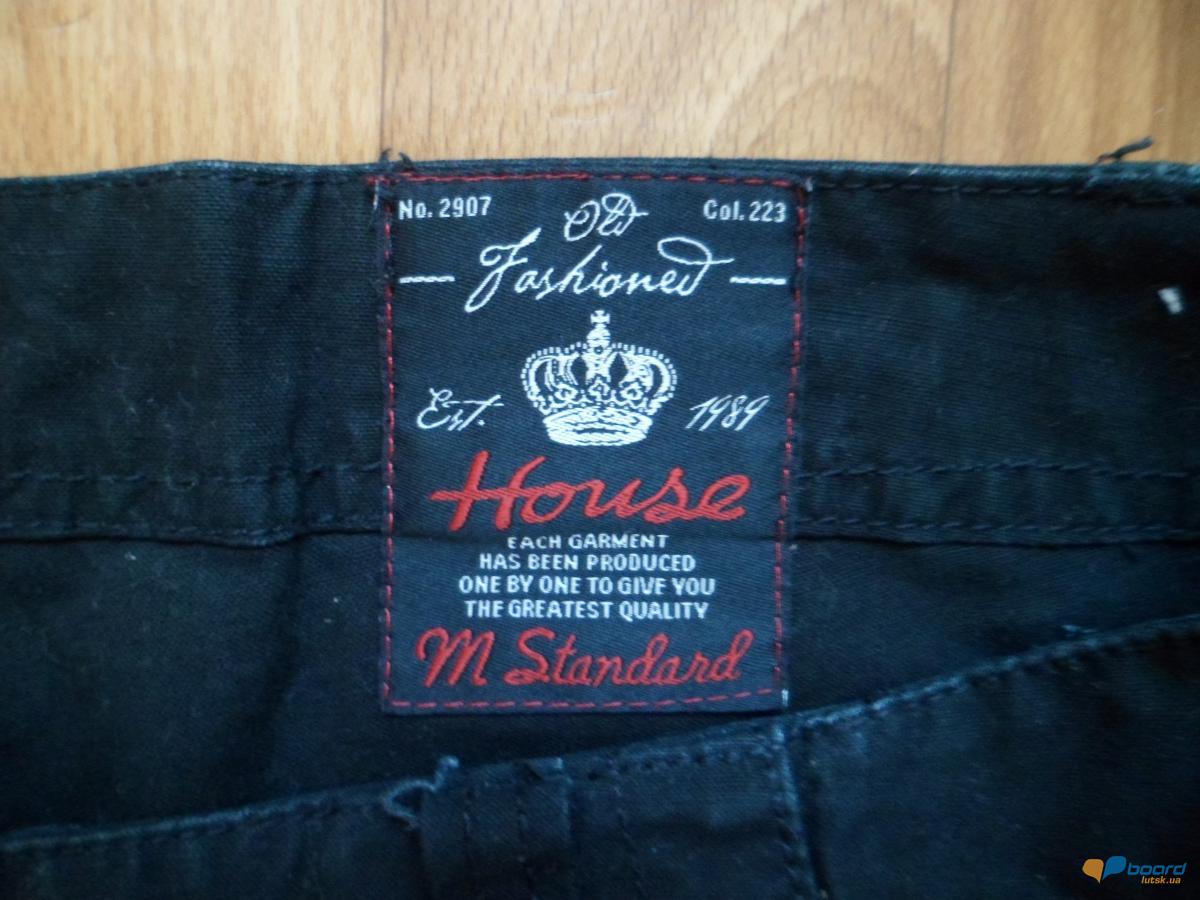 No. 2907
Col. 223
Old
Fashioned
Est. 1989
House
EACH GARMENT
HAS BEEN PRODUCED
ONE BY ONE TO GIVE YOU
THE GREATEST QUALITY
M Standard
boord
lutsk.ua